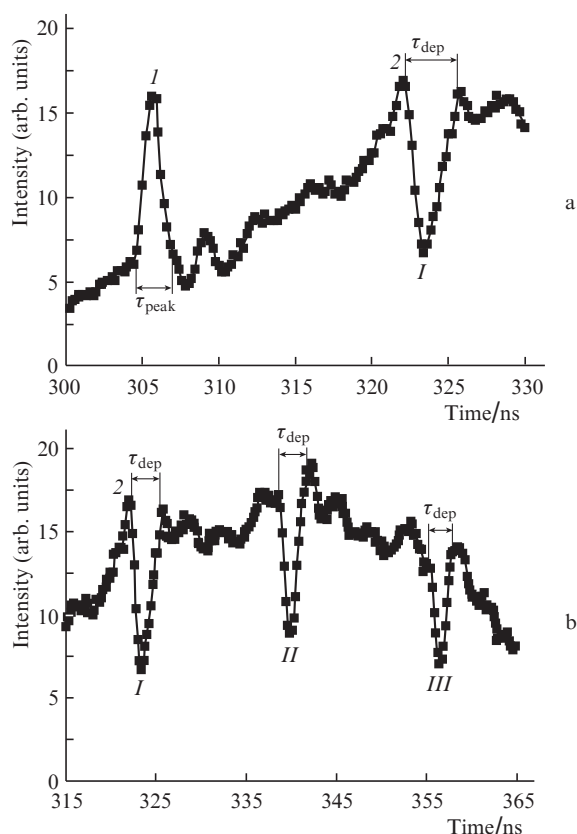 Intensity (arb. units)
20
15
10
5
0
1
2
τdep
τpeak
I
a
300 305 310 315 320 325 330
Time/ns
Intensity (arb. units)
20
15
10
5
0
2
τdep
τdep
τdep
I
II
III
b
315 325 335 345 355 365
Time/ns